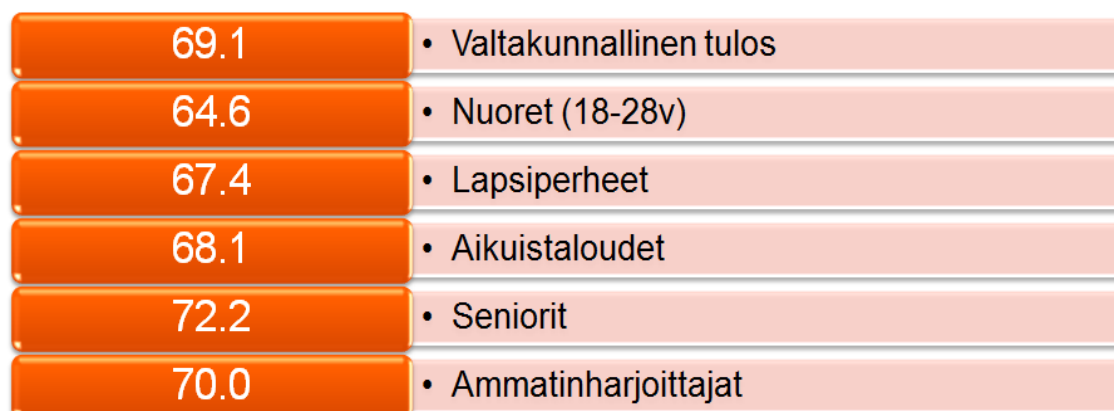 69.1 • Valtakunnallinen tulos
64.6 • Nuoret (18-28v)
67.4 • Lapsiperheet
68.1 • Aikuistaloudet
72.2 • Seniorit
70.0 • Ammatinharjoittajat